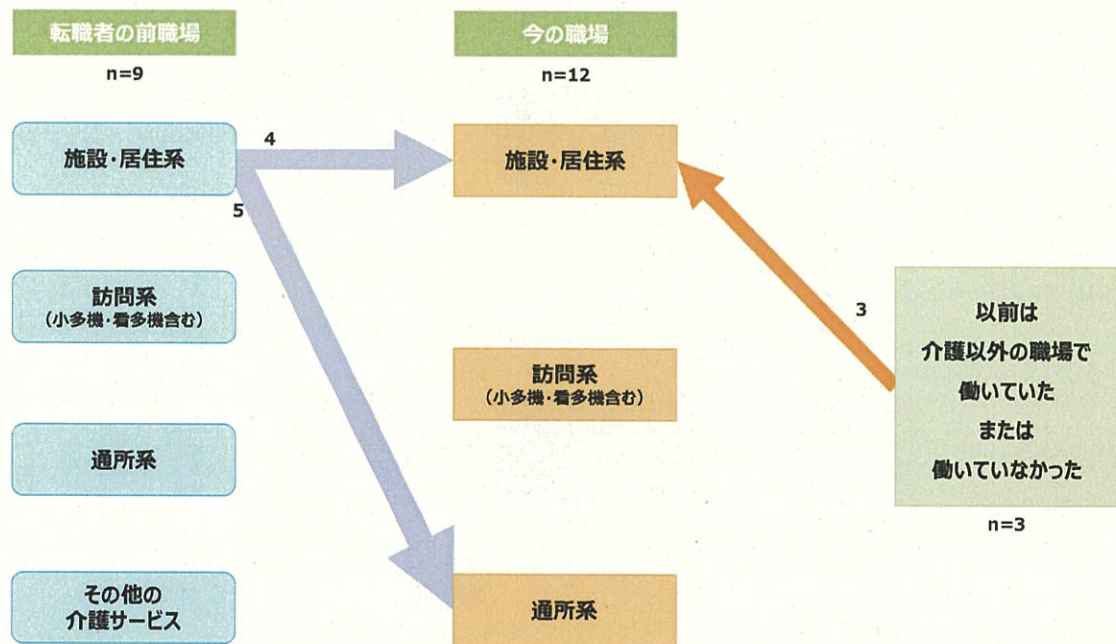 転職者の前職場
n=9
今の職場
n=12
施設・居住系
4
5
施設・居住系
訪問系
(小多機・看多機含む)
訪問系
(小多機・看多機含む)
3
以前は
介護以外の職場で
働いていた
または
働いていなかった
n=3
通所系
その他の
介護サービス
通所系